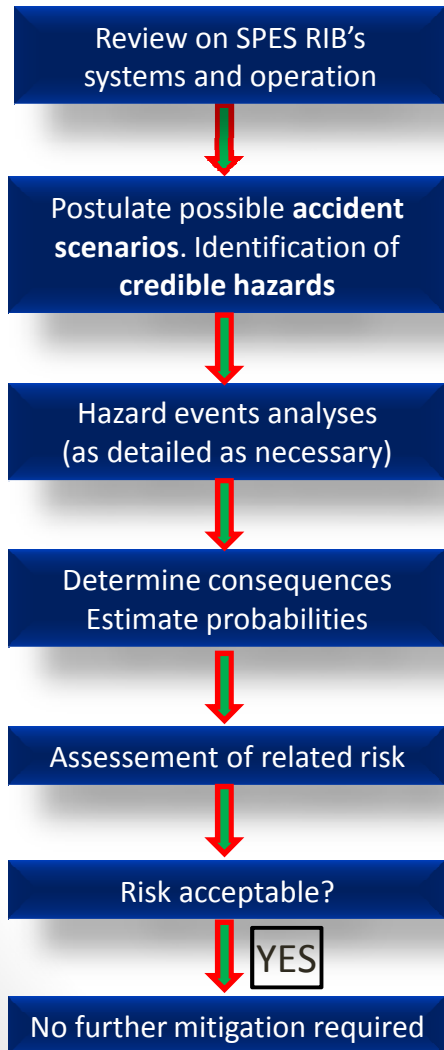 Review on SPES RIB's
systems and operation
Postulate possible accident
scenarios. Identification of
credible hazards
Hazard events analyses
(as detailed as necessary)
Determine consequences
Estimate probabilities
Assessement of related risk
Risk acceptable?
YES
No further mitigation required